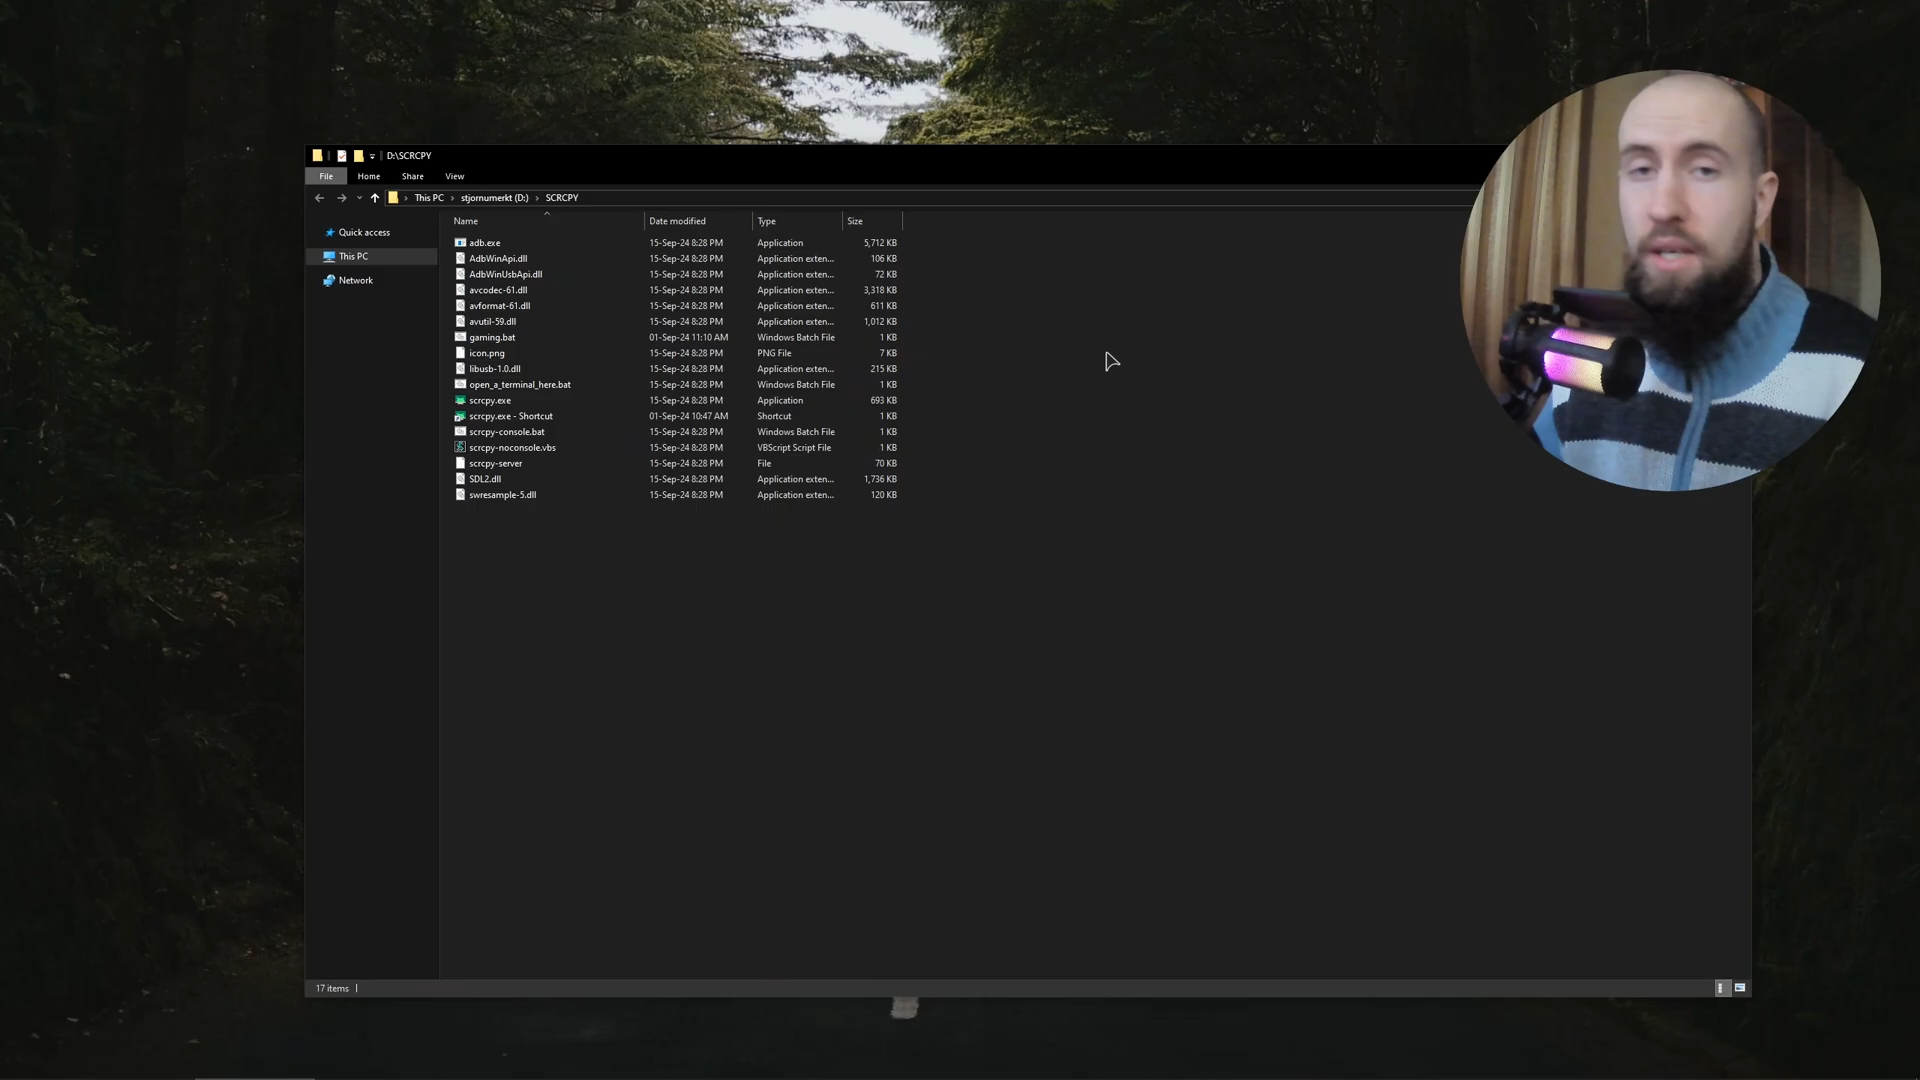 D:\SCRCPY
File Home Share View
This PC > stjornumerkt (D:) > SCRCPY
Name Date modified Type Size
Quick access
This PC
Network
adb.exe 15-Sep-24 8:28 PM Application 5,712 KB
AdbWinApi.dll 15-Sep-24 8:28 PM Application exten... 106 KB
AdbWinUsbApi.dll 15-Sep-24 8:28 PM Application exten... 72 KB
avcodec-61.dll 15-Sep-24 8:28 PM Application exten... 3,318 KB
avformat-61.dll 15-Sep-24 8:28 PM Application exten... 611 KB
avutil-59.dll 15-Sep-24 8:28 PM Application exten... 1,012 KB
gaming.bat 01-Sep-24 11:10 AM Windows Batch File 1 KB
icon.png 15-Sep-24 8:28 PM PNG File 7 KB
libusb-1.0.dll 15-Sep-24 8:28 PM Application exten... 215 KB
open_a_terminal_here.bat 15-Sep-24 8:28 PM Windows Batch File 1 KB
scrcpy.exe 15-Sep-24 8:28 PM Application 693 KB
scrcpy.exe - Shortcut 01-Sep-24 10:47 AM Shortcut 1 KB
scrcpy-console.bat 15-Sep-24 8:28 PM Windows Batch File 1 KB
scrcpy-noconsole.vbs 15-Sep-24 8:28 PM VBScript Script File 1 KB
scrcpy-server 15-Sep-24 8:28 PM File 70 KB
SDL2.dll 15-Sep-24 8:28 PM Application exten... 1,736 KB
swresample-5.dll 15-Sep-24 8:28 PM Application exten... 120 KB
17 items